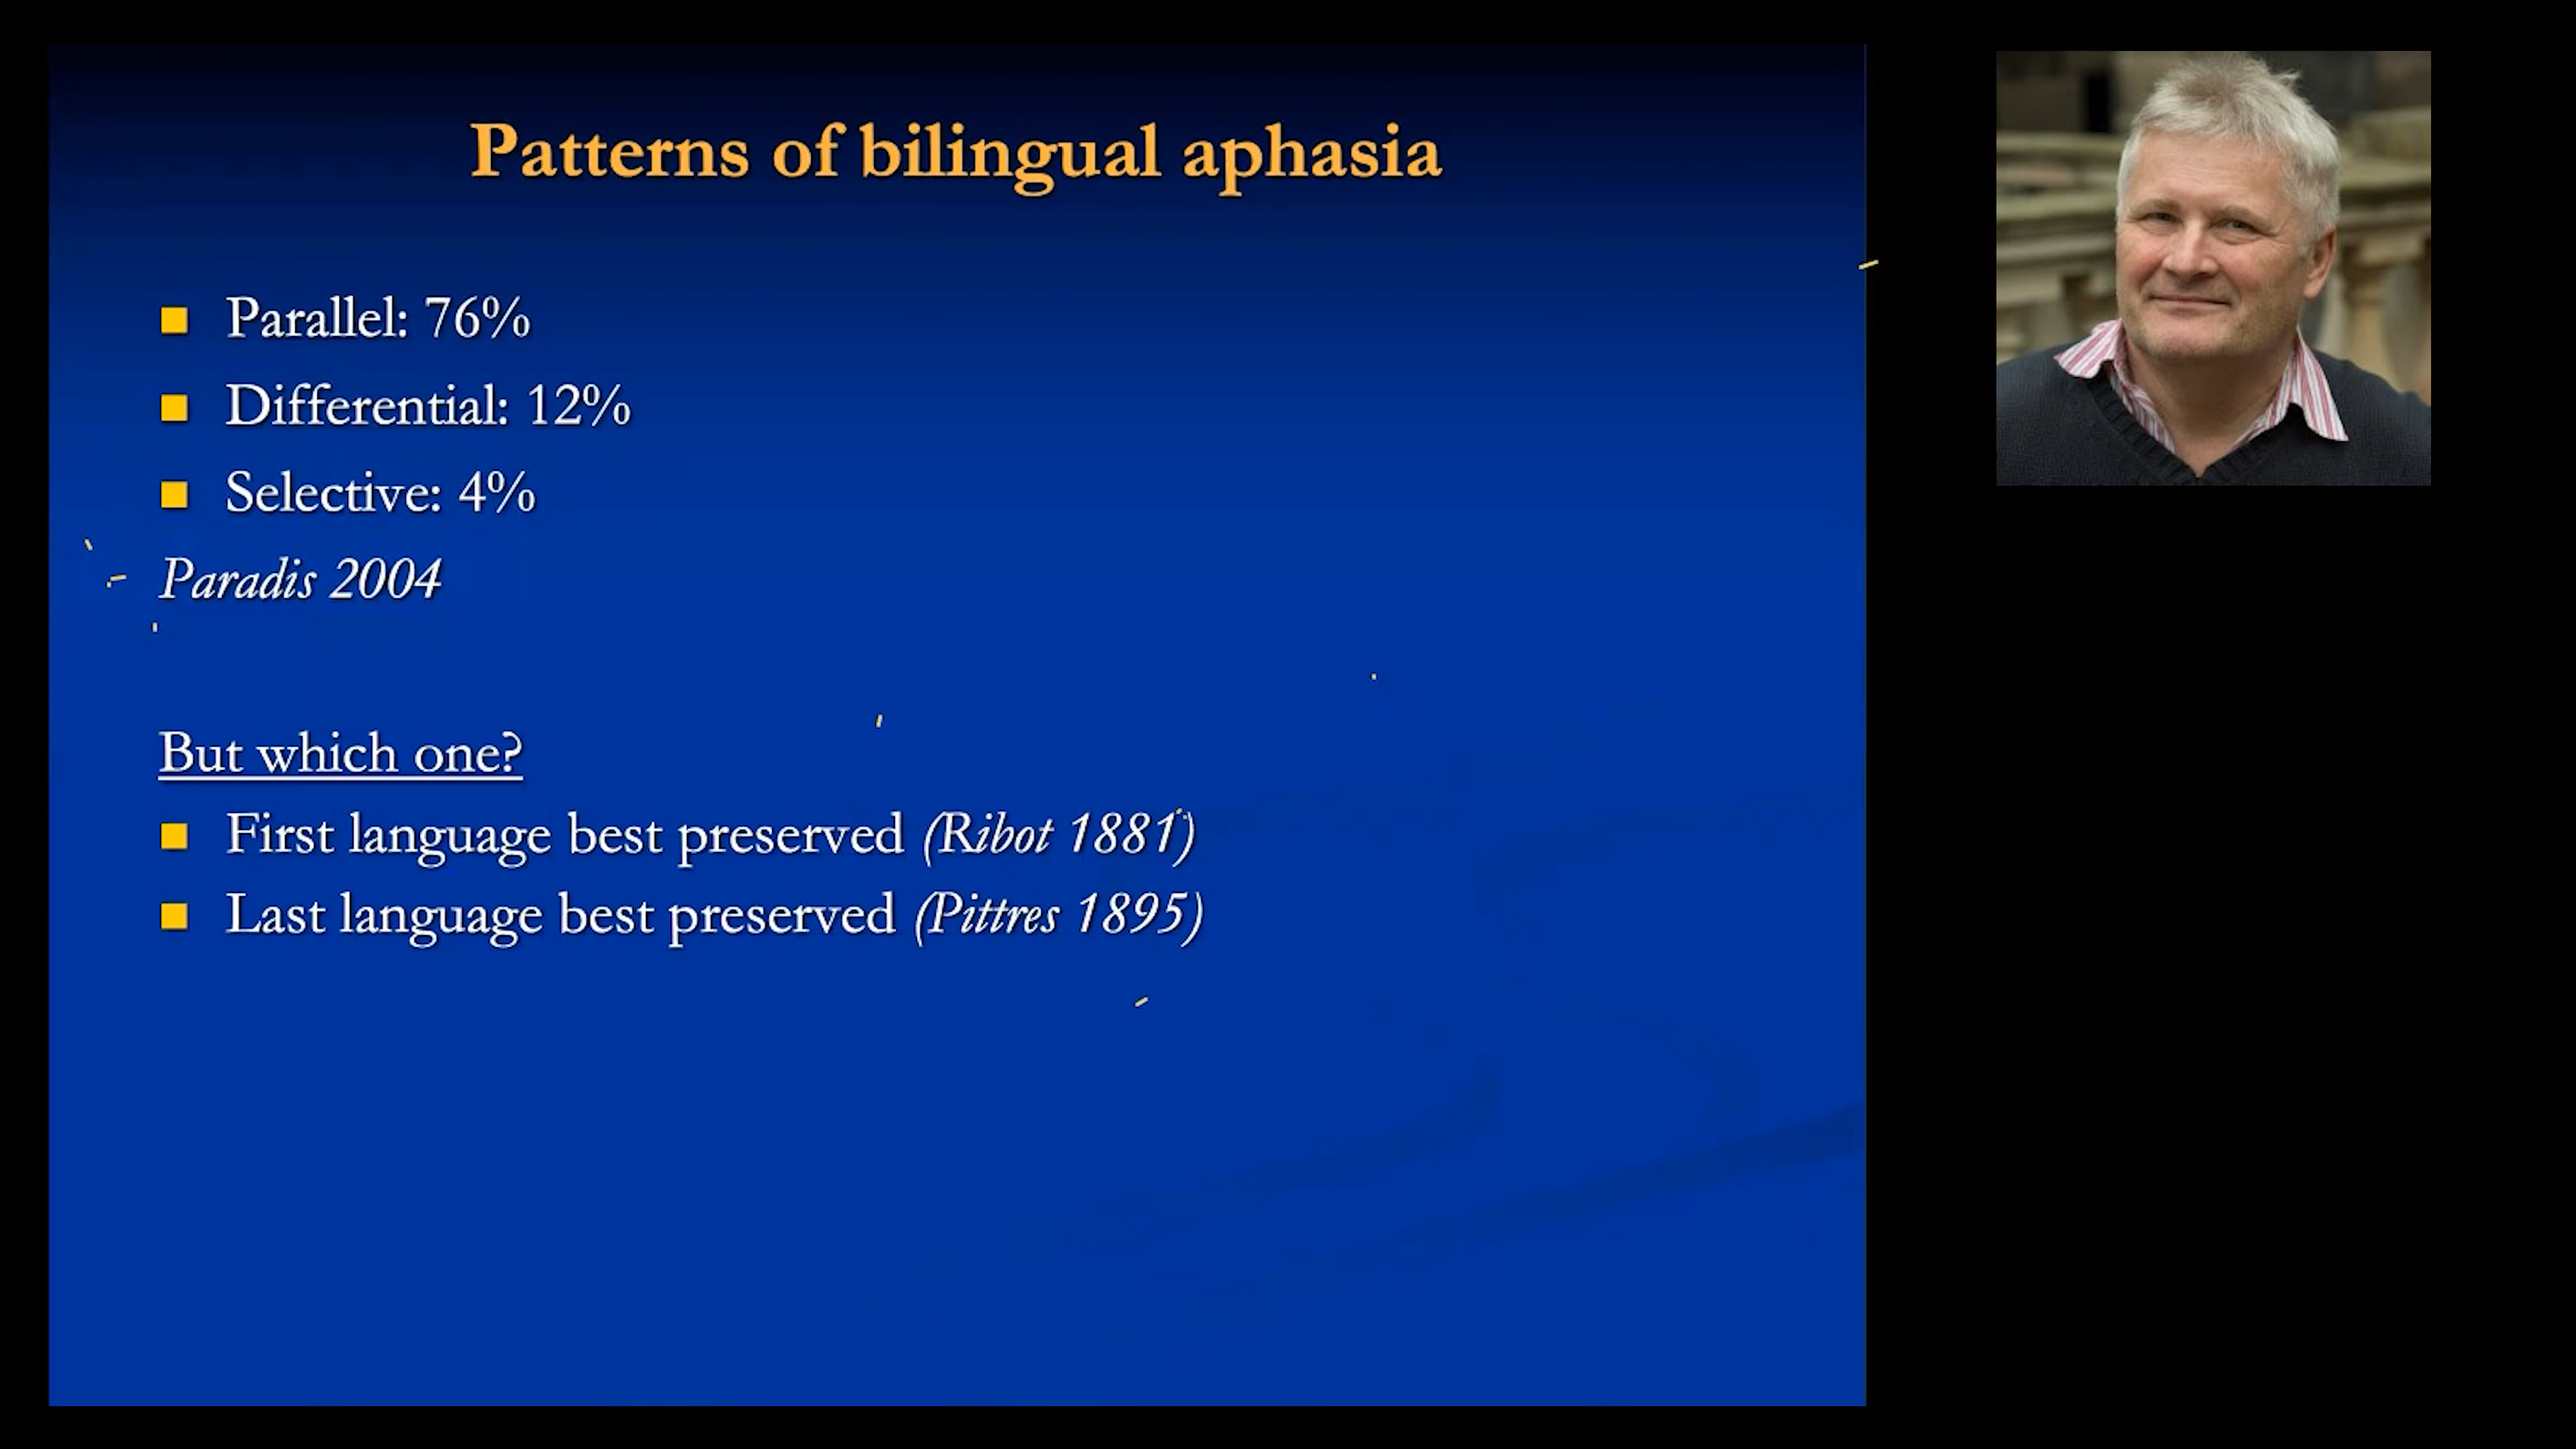 Patterns of bilingual aphasia
Parallel: 76%
Differential: 12%
Selective: 4%
Paradis 2004
But which one?
First language best preserved (Ribot 1881)
Last language best preserved (Pittres 1895)